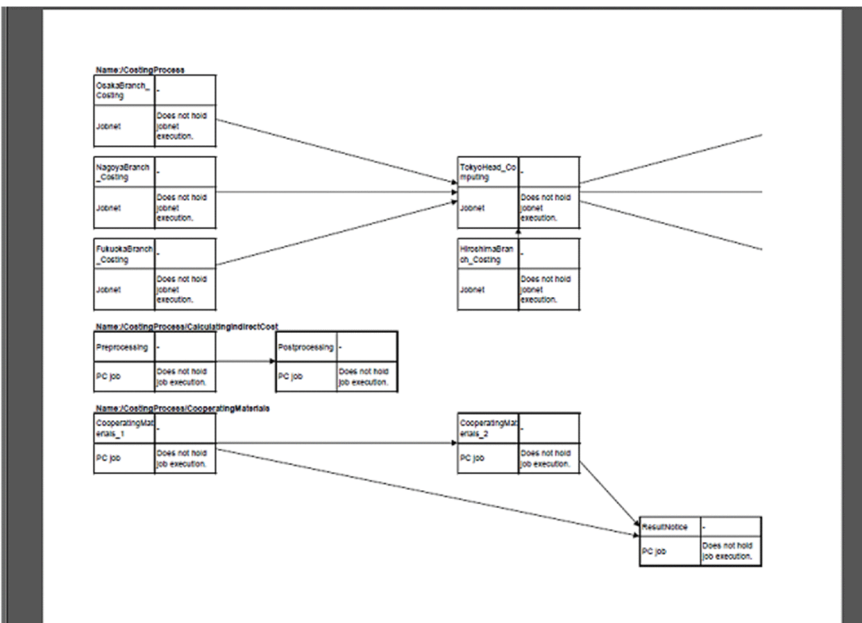 Name:/CostingProcess
OsakaBranch_
Costing
-
Jobnet
Does not hold
jobnet
execution.
NagoyaBranch
_Costing
-
Jobnet
Does not hold
jobnet
execution.
TokyoHead_Co
mputing
-
Jobnet
Does not hold
jobnet
execution.
FukuokaBranch
_Costing
-
Jobnet
Does not hold
jobnet
execution.
HiroshimaBran
ch_Costing
-
Jobnet
Does not hold
jobnet
execution.
Name:/CostingProcess/CalculatingIndirectCost
Preprocessing
-
PC job
Does not hold
job execution.
Postprocessing
-
PC job
Does not hold
job execution.
Name:/CostingProcess/CooperatingMaterials
CooperatingMat
erials_1
-
PC job
Does not hold
job execution.
CooperatingMat
erials_2
-
PC job
Does not hold
job execution.
ResultNotice
-
PC job
Does not hold
job execution.